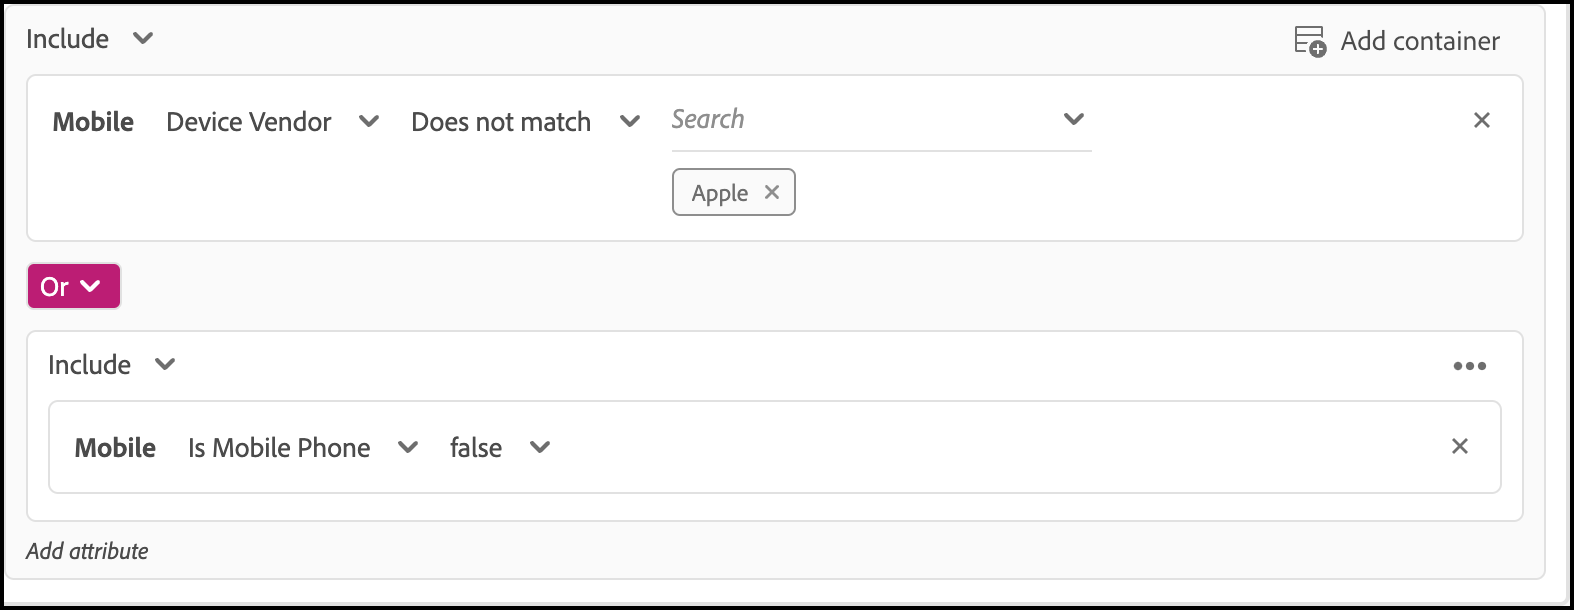 Include
Add container
Mobile Device Vendor Does not match Search
Apple
Or
Include
Mobile Is Mobile Phone false
Add attribute